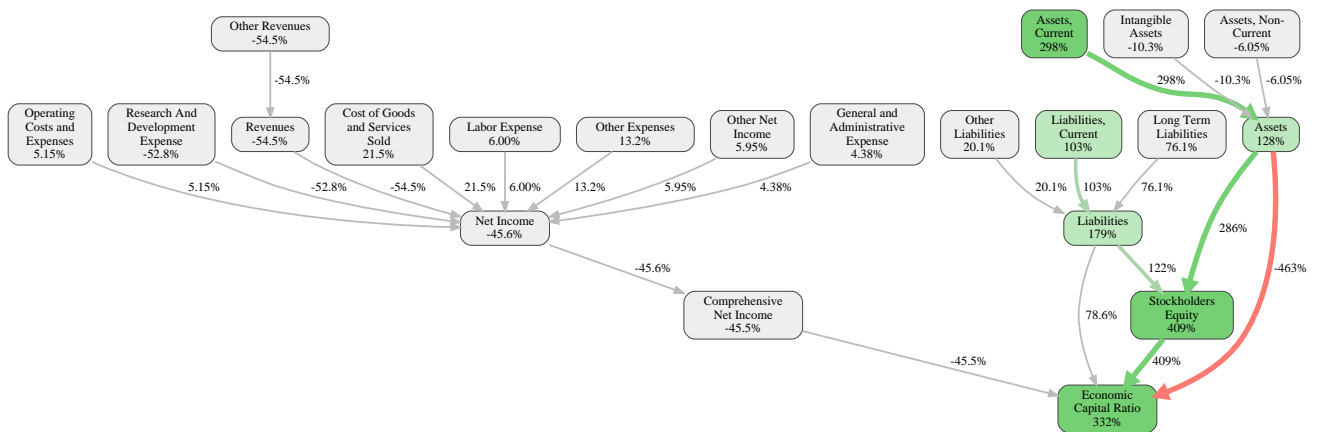 Other Revenues
-54.5%
Assets,
Current
298%
Intangible
Assets
-10.3%
Assets, Non-
Current
-6.05%
-54.5%
298%
-10.3%
-6.05%
Operating
Costs and
Expenses
5.15%
Research And
Development
Expense
-52.8%
Revenues
-54.5%
Cost of Goods
and Services
Sold
21.5%
Labor Expense
6.00%
Other Expenses
13.2%
Other Net
Income
5.95%
General and
Administrative
Expense
4.38%
Other
Liabilities
20.1%
Liabilities,
Current
103%
Long Term
Liabilities
76.1%
Assets
128%
5.15%
-52.8%
-54.5%
21.5%
6.00%
13.2%
5.95%
4.38%
20.1%
103%
76.1%
Net Income
-45.6%
Liabilities
179%
286%
-45.6%
122%
-463%
Comprehensive
Net Income
-45.5%
78.6%
Stockholders
Equity
409%
-45.5%
409%
Economic
Capital Ratio
332%